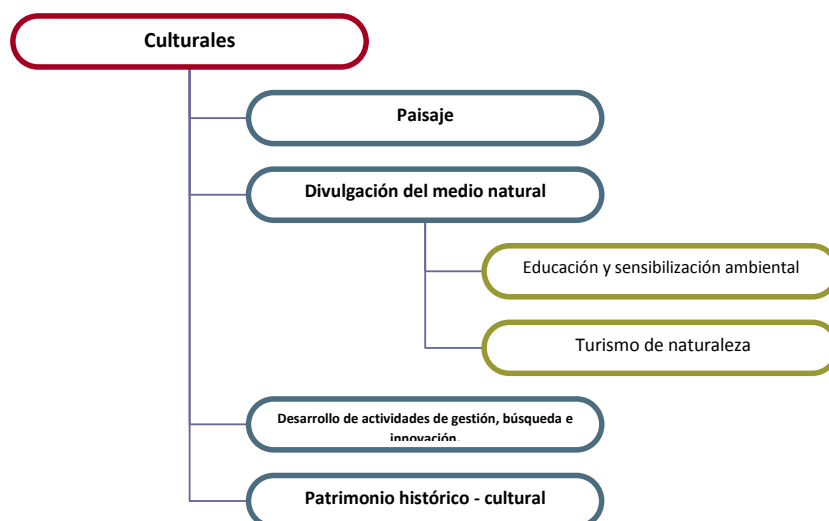 Culturales
Paisaje
Divulgación del medio natural
Educación y sensibilización ambiental
Turismo de naturaleza
Desarrollo de actividades de gestión, búsqueda e
innovación.
Patrimonio histórico - cultural